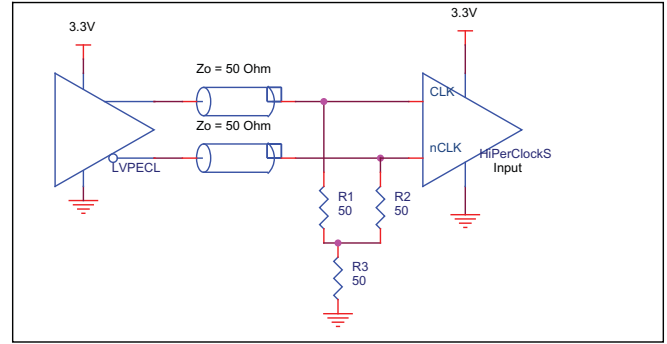 3.3V
3.3V
Zo = 50 Ohm
CLK
Zo = 50 Ohm
nCLK
HiPerClockS
LVPECL
Input
R1
50
R2
50
R3
50